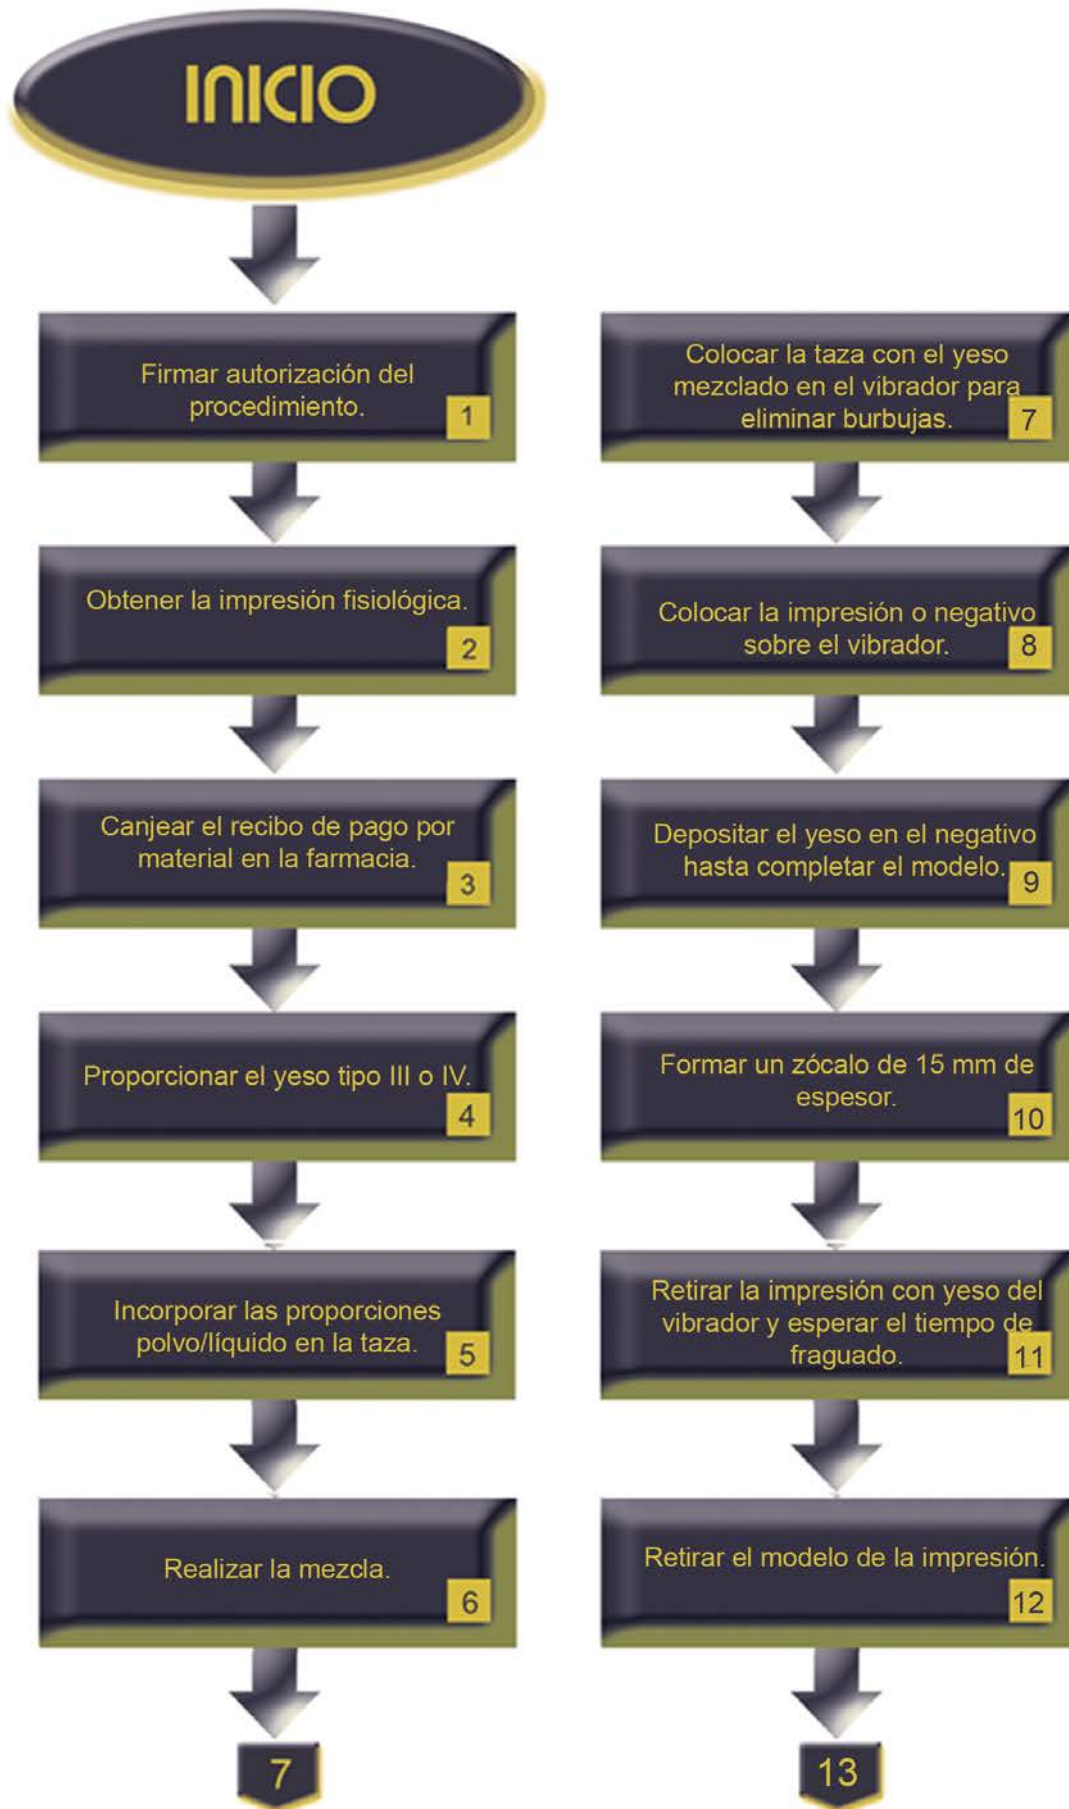 INICIO
Firmar autorización del
procedimiento.
1
Obtener la impresión fisiológica.
2
Canjear el recibo de pago por
material en la farmacia.
3
Proporcionar el yeso tipo III o IV.
4
Incorporar las proporciones
polvo/líquido en la taza.
5
Realizar la mezcla.
6
7
Colocar la taza con el yeso
mezclado en el vibrador para
eliminar burbujas.
7
Colocar la impresión o negativo
sobre el vibrador.
8
Depositar el yeso en el negativo
hasta completar el modelo.
9
Formar un zócalo de 15 mm de
espesor.
10
Retirar la impresión con yeso del
vibrador y esperar el tiempo de
fraguado.
11
Retirar el modelo de la impresión.
12
13